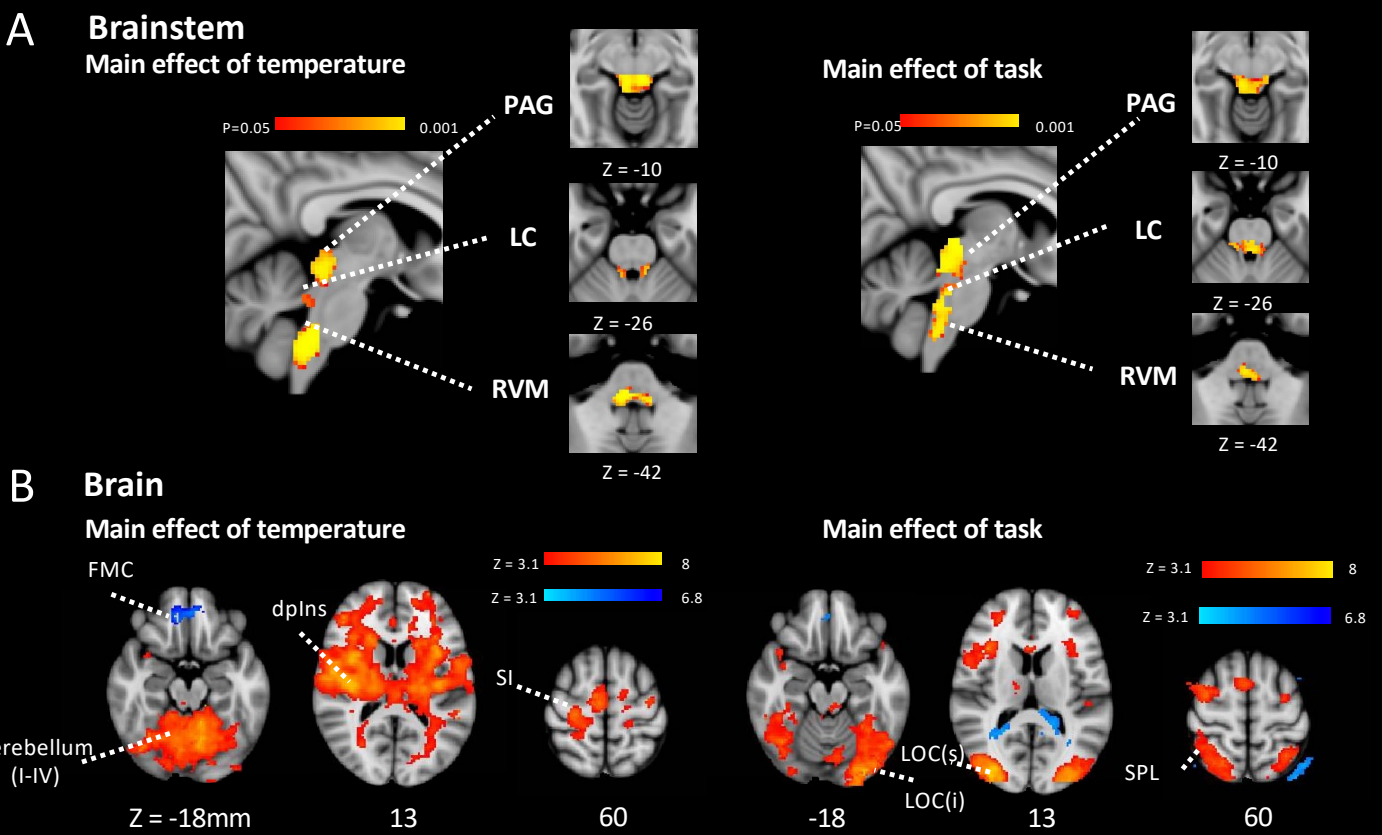 A
Brainstem
Main effect of temperature
P=0.05
0.001
PAG
Z = -10
LC
Z = -26
RVM
Z = -42
Main effect of task
P=0.05
0.001
PAG
Z = -10
LC
Z = -26
RVM
Z = -42
B
Brain
Main effect of temperature
FMC
dpIns
Z = 3.1
8
Z = 3.1
6.8
SI
erebellum
(I-IV)
Z = -18mm
13
60
Main effect of task
Z = 3.1
8
Z = 3.1
6.8
LOC(s)
LOC(i)
SPL
-18
13
60